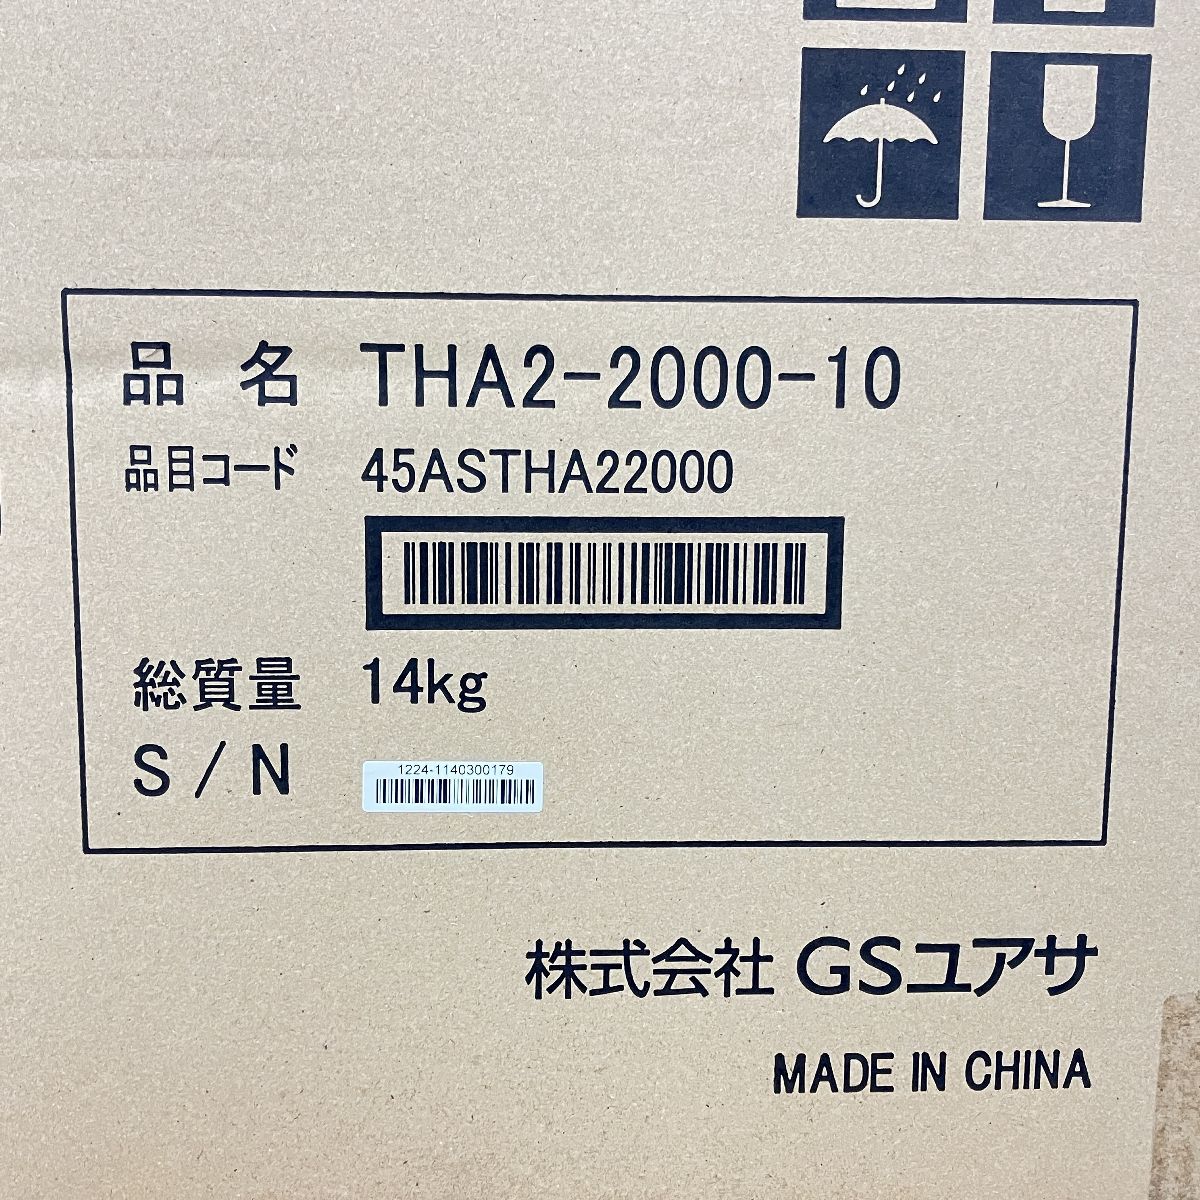 品名 THA2-2000-10
品目コード 45ASTHA22000
総質量 14kg
S/N 1224-1140300179
株式会社 GSユアサ
MADE IN CHINA